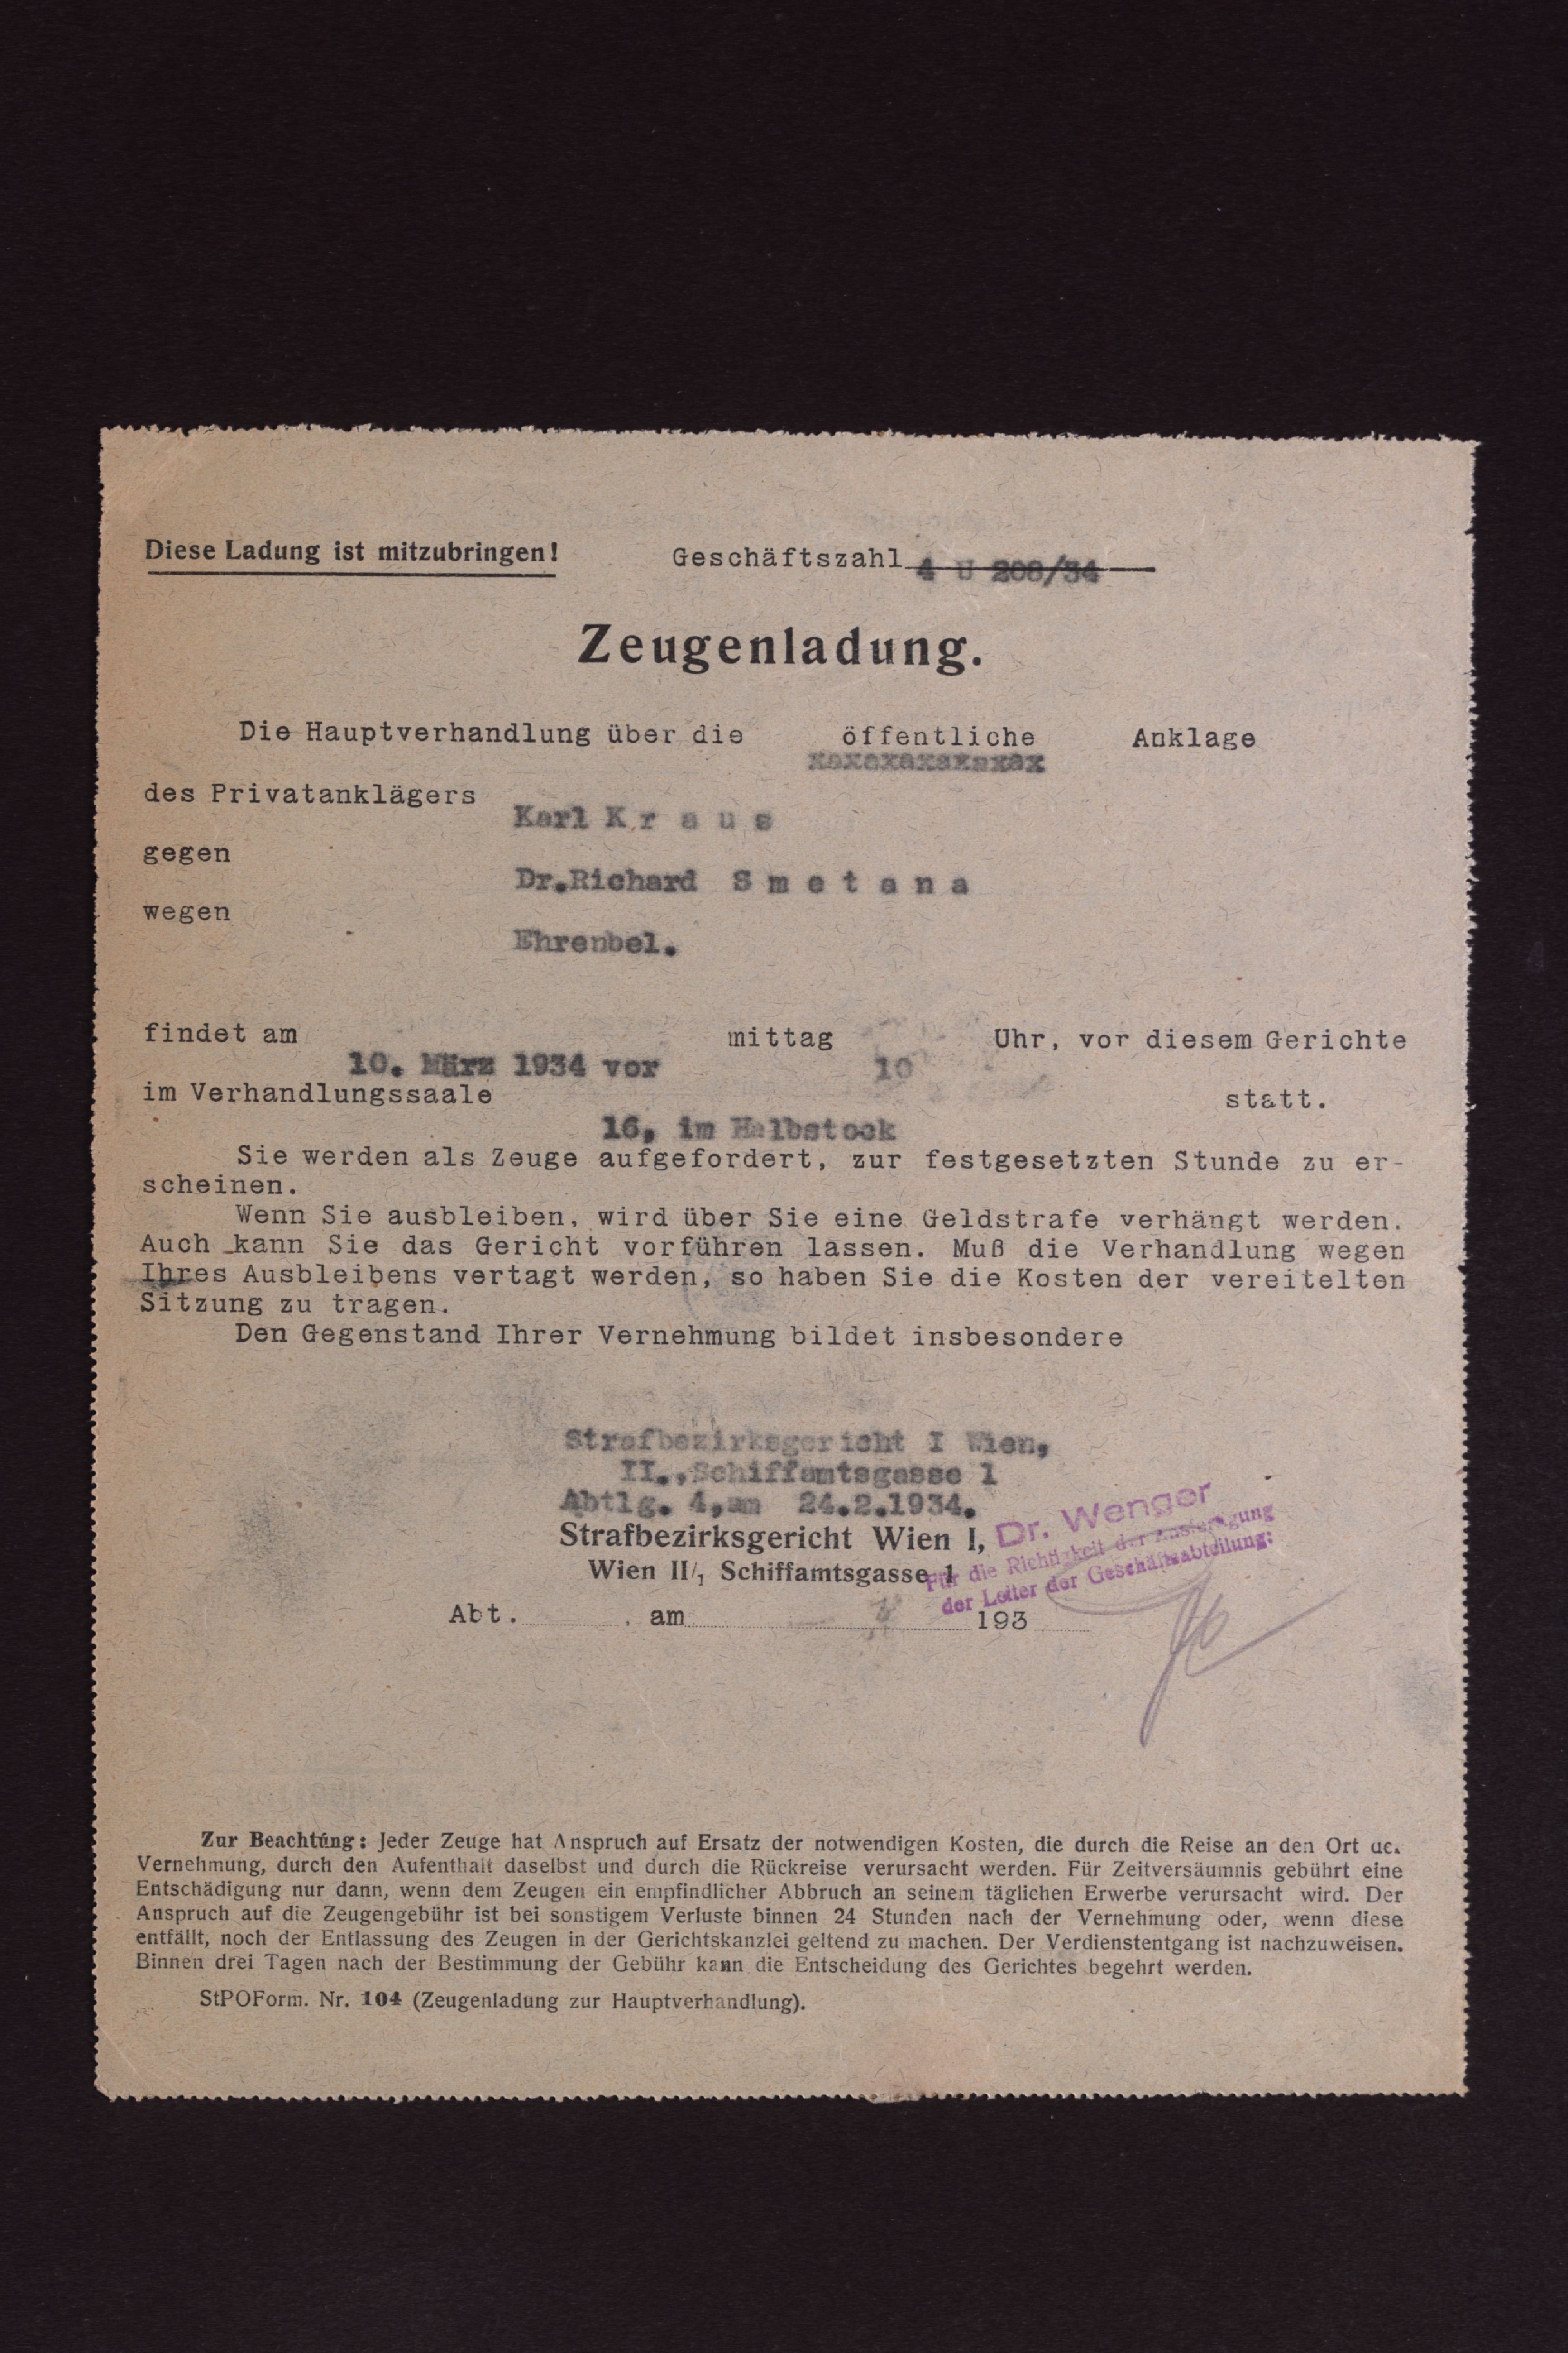 Diese Ladung ist mitzubringen!
Geschäftszahl 4 U 208/34
Zeugenladung.
Die Hauptverhandlung über die öffentliche Anklage
xaxaxaxaxaxax
des Privatanklägers
Karl K r a u s
gegen
Dr.Richard S m e t a n a
wegen
Ehrenbel.
findet am mittag Uhr, vor diesem Gerichte
10. März 1934 vor 10
im Verhandlungssaale statt.
16, im Halbstock
Sie werden als Zeuge aufgefordert, zur festgesetzten Stunde zu er-
scheinen.
Wenn Sie ausbleiben, wird über Sie eine Geldstrafe verhängt werden.
Auch kann Sie das Gericht vorführen lassen. Muß die Verhandlung wegen
Ihres Ausbleibens vertagt werden, so haben Sie die Kosten der vereitelten
Sitzung zu tragen.
Den Gegenstand Ihrer Vernehmung bildet insbesondere
Strafbezirksgericht I Wien,
II.,Schiffamtsgasse 1
Abtlg. 4,am 24.2.1934.
Strafbezirksgericht Wien I,
Wien II/, Schiffamtsgasse 1
Dr. Wenger
Für die Richtigkeit der Ausfertigung
der Leiter der Geschäftsabteilung:
Abt. , am 193
Zur Beachtung: Jeder Zeuge hat Anspruch auf Ersatz der notwendigen Kosten, die durch die Reise an den Ort der
Vernehmung, durch den Aufenthalt daselbst und durch die Rückreise verursacht werden. Für Zeitversäumnis gebührt eine
Entschädigung nur dann, wenn dem Zeugen ein empfindlicher Abbruch an seinem täglichen Erwerbe verursacht wird. Der
Anspruch auf die Zeugengebühr ist bei sonstigem Verluste binnen 24 Stunden nach der Vernehmung oder, wenn diese
entfällt, noch der Entlassung des Zeugen in der Gerichtskanzlei geltend zu machen. Der Verdienstentgang ist nachzuweisen.
Binnen drei Tagen nach der Bestimmung der Gebühr kann die Entscheidung des Gerichtes begehrt werden.
StPOForm. Nr. 104 (Zeugenladung zur Hauptverhandlung).